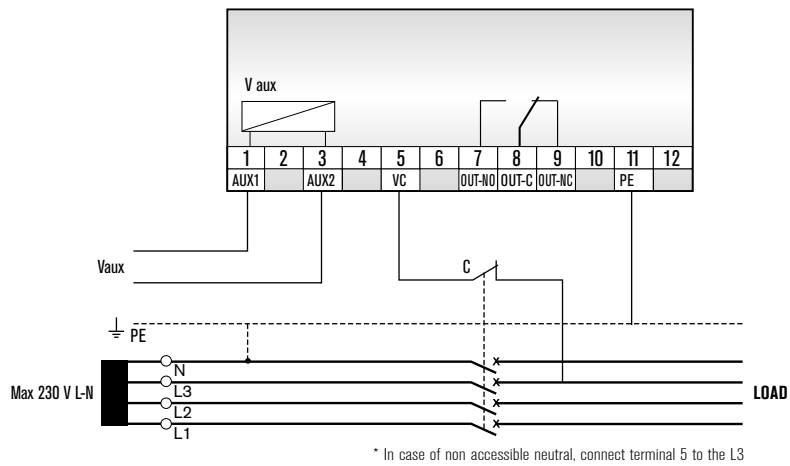 V aux
1 2 3 4 5 6 7 8 9 10 11 12
AUX1 AUX2 VC OUT-NO OUT-C OUT-NC PE
Vaux
C
PE
N
Max 230 V L-N
L3
LOAD
L2
L1
* In case of non accessible neutral, connect terminal 5 to the L3